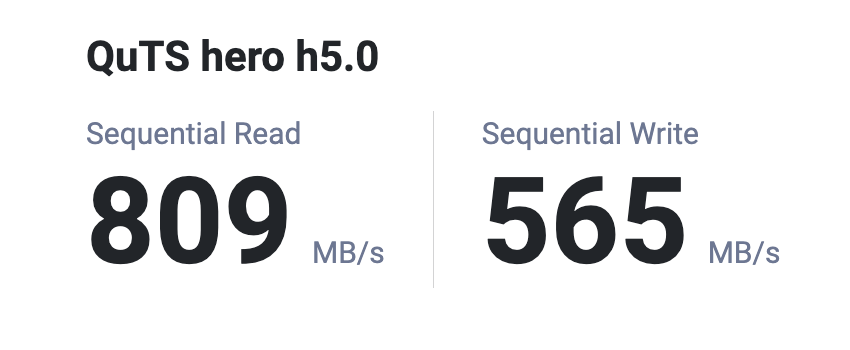 QuTS hero h5.0
Sequential Read
809 MB/s
Sequential Write
565 MB/s